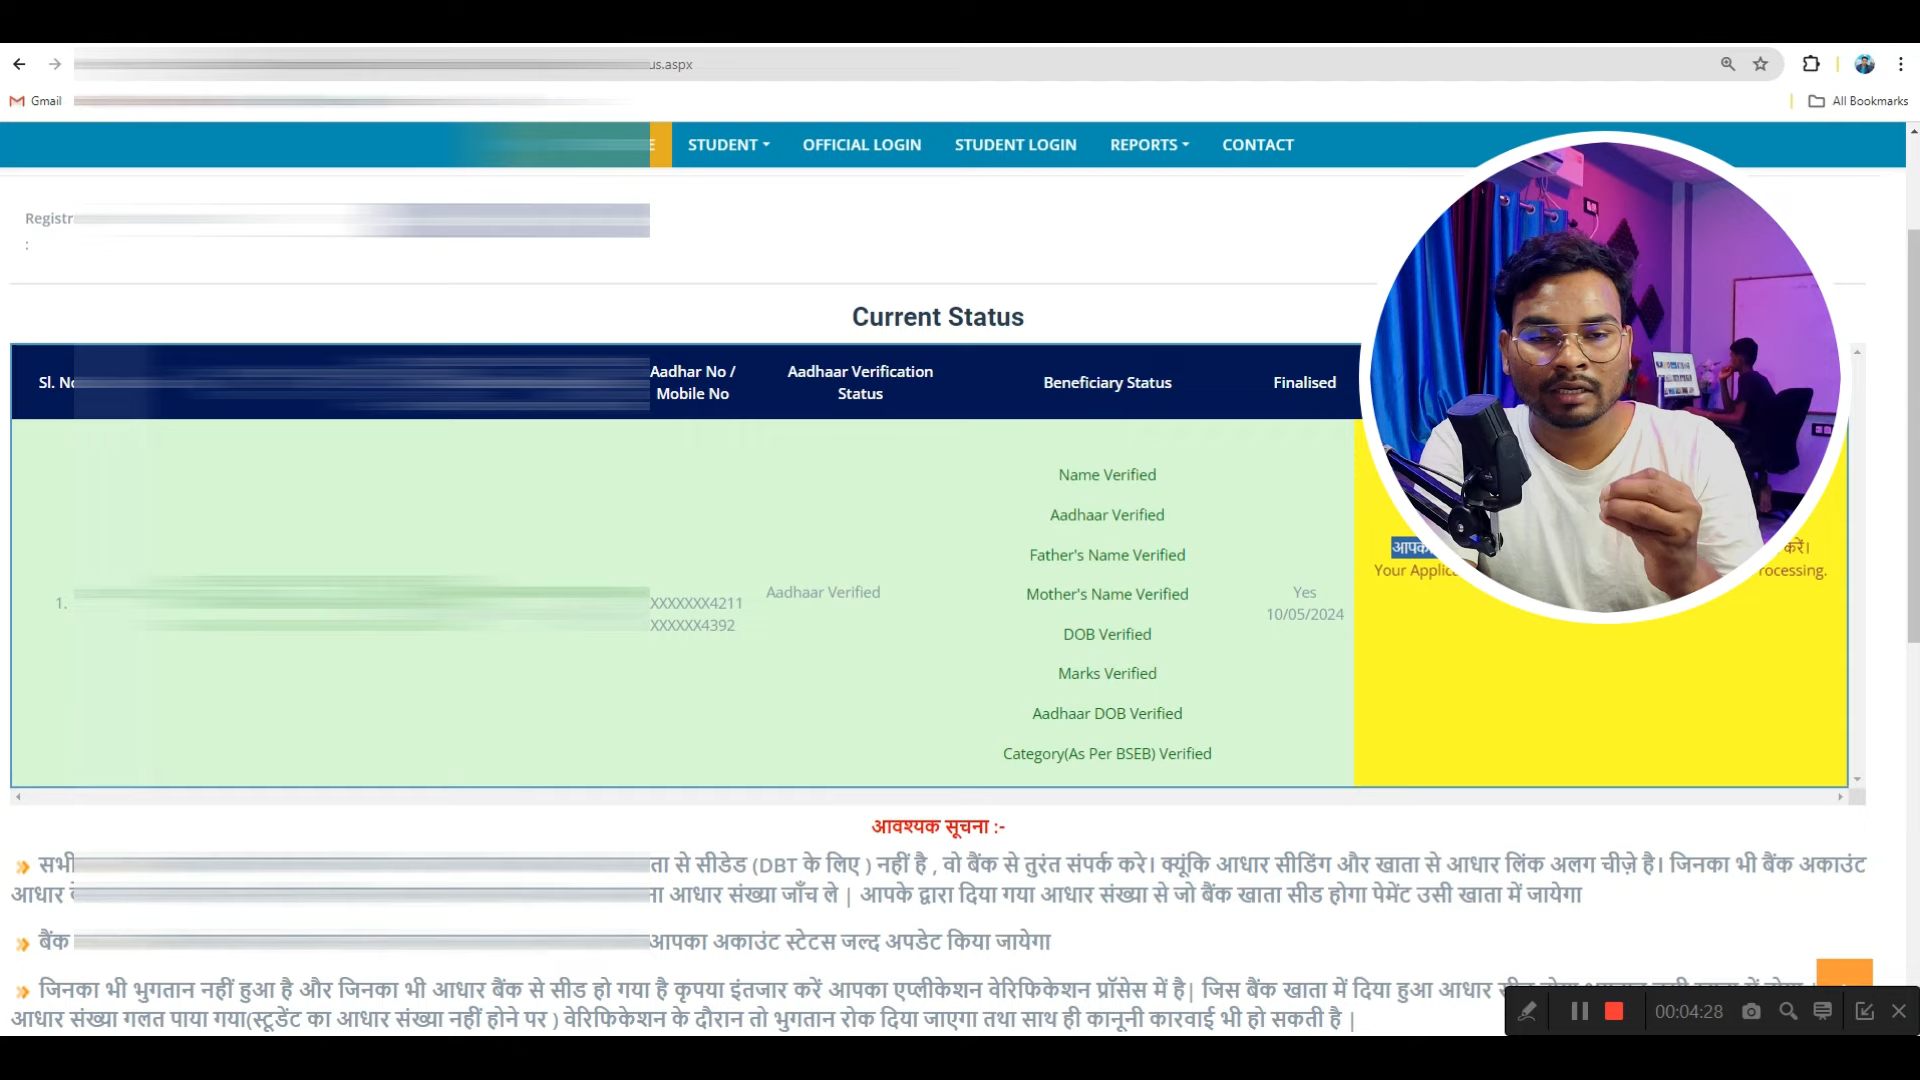 us.aspx
Gmail
All Bookmarks
STUDENT OFFICIAL LOGIN STUDENT LOGIN REPORTS CONTACT
Registr
:
Current Status
Sl. No
Aadhar No /
Mobile No
Aadhaar Verification
Status
Beneficiary Status
Finalised
1.
XXXXXXX4211
XXXXXX4392
Aadhaar Verified
Name Verified
Aadhaar Verified
Father's Name Verified
Mother's Name Verified
DOB Verified
Marks Verified
Aadhaar DOB Verified
Category(As Per BSEB) Verified
Yes
10/05/2024
करें।
Your rocessing.
आवश्यक सूचना :-
सभी ता से सीडेड (DBT के लिए ) नहीं है , वो बैंक से तुरंत संपर्क करे। क्यूंकि आधार सीडिंग और खाता से आधार लिंक अलग चीज़े है। जिनका भी बैंक अकाउंट
आधार ना आधार संख्या जाँच ले | आपके द्वारा दिया गया आधार संख्या से जो बैंक खाता सीड होगा पेमेंट उसी खाता में जायेगा
बैंक आपका अकाउंट स्टेटस जल्द अपडेट किया जायेगा
जिनका भी भुगतान नहीं हुआ है और जिनका भी आधार बैंक से सीड हो गया है कृपया इंतजार करें आपका एप्लीकेशन वेरिफिकेशन प्रॉसेस में है| जिस बैंक खाता में दिया हुआ आधार
आधार संख्या गलत पाया गया(स्टूडेंट का आधार संख्या नहीं होने पर ) वेरिफिकेशन के दौरान तो भुगतान रोक दिया जाएगा तथा साथ ही कानूनी कारवाई भी हो सकती है |
00:04:28